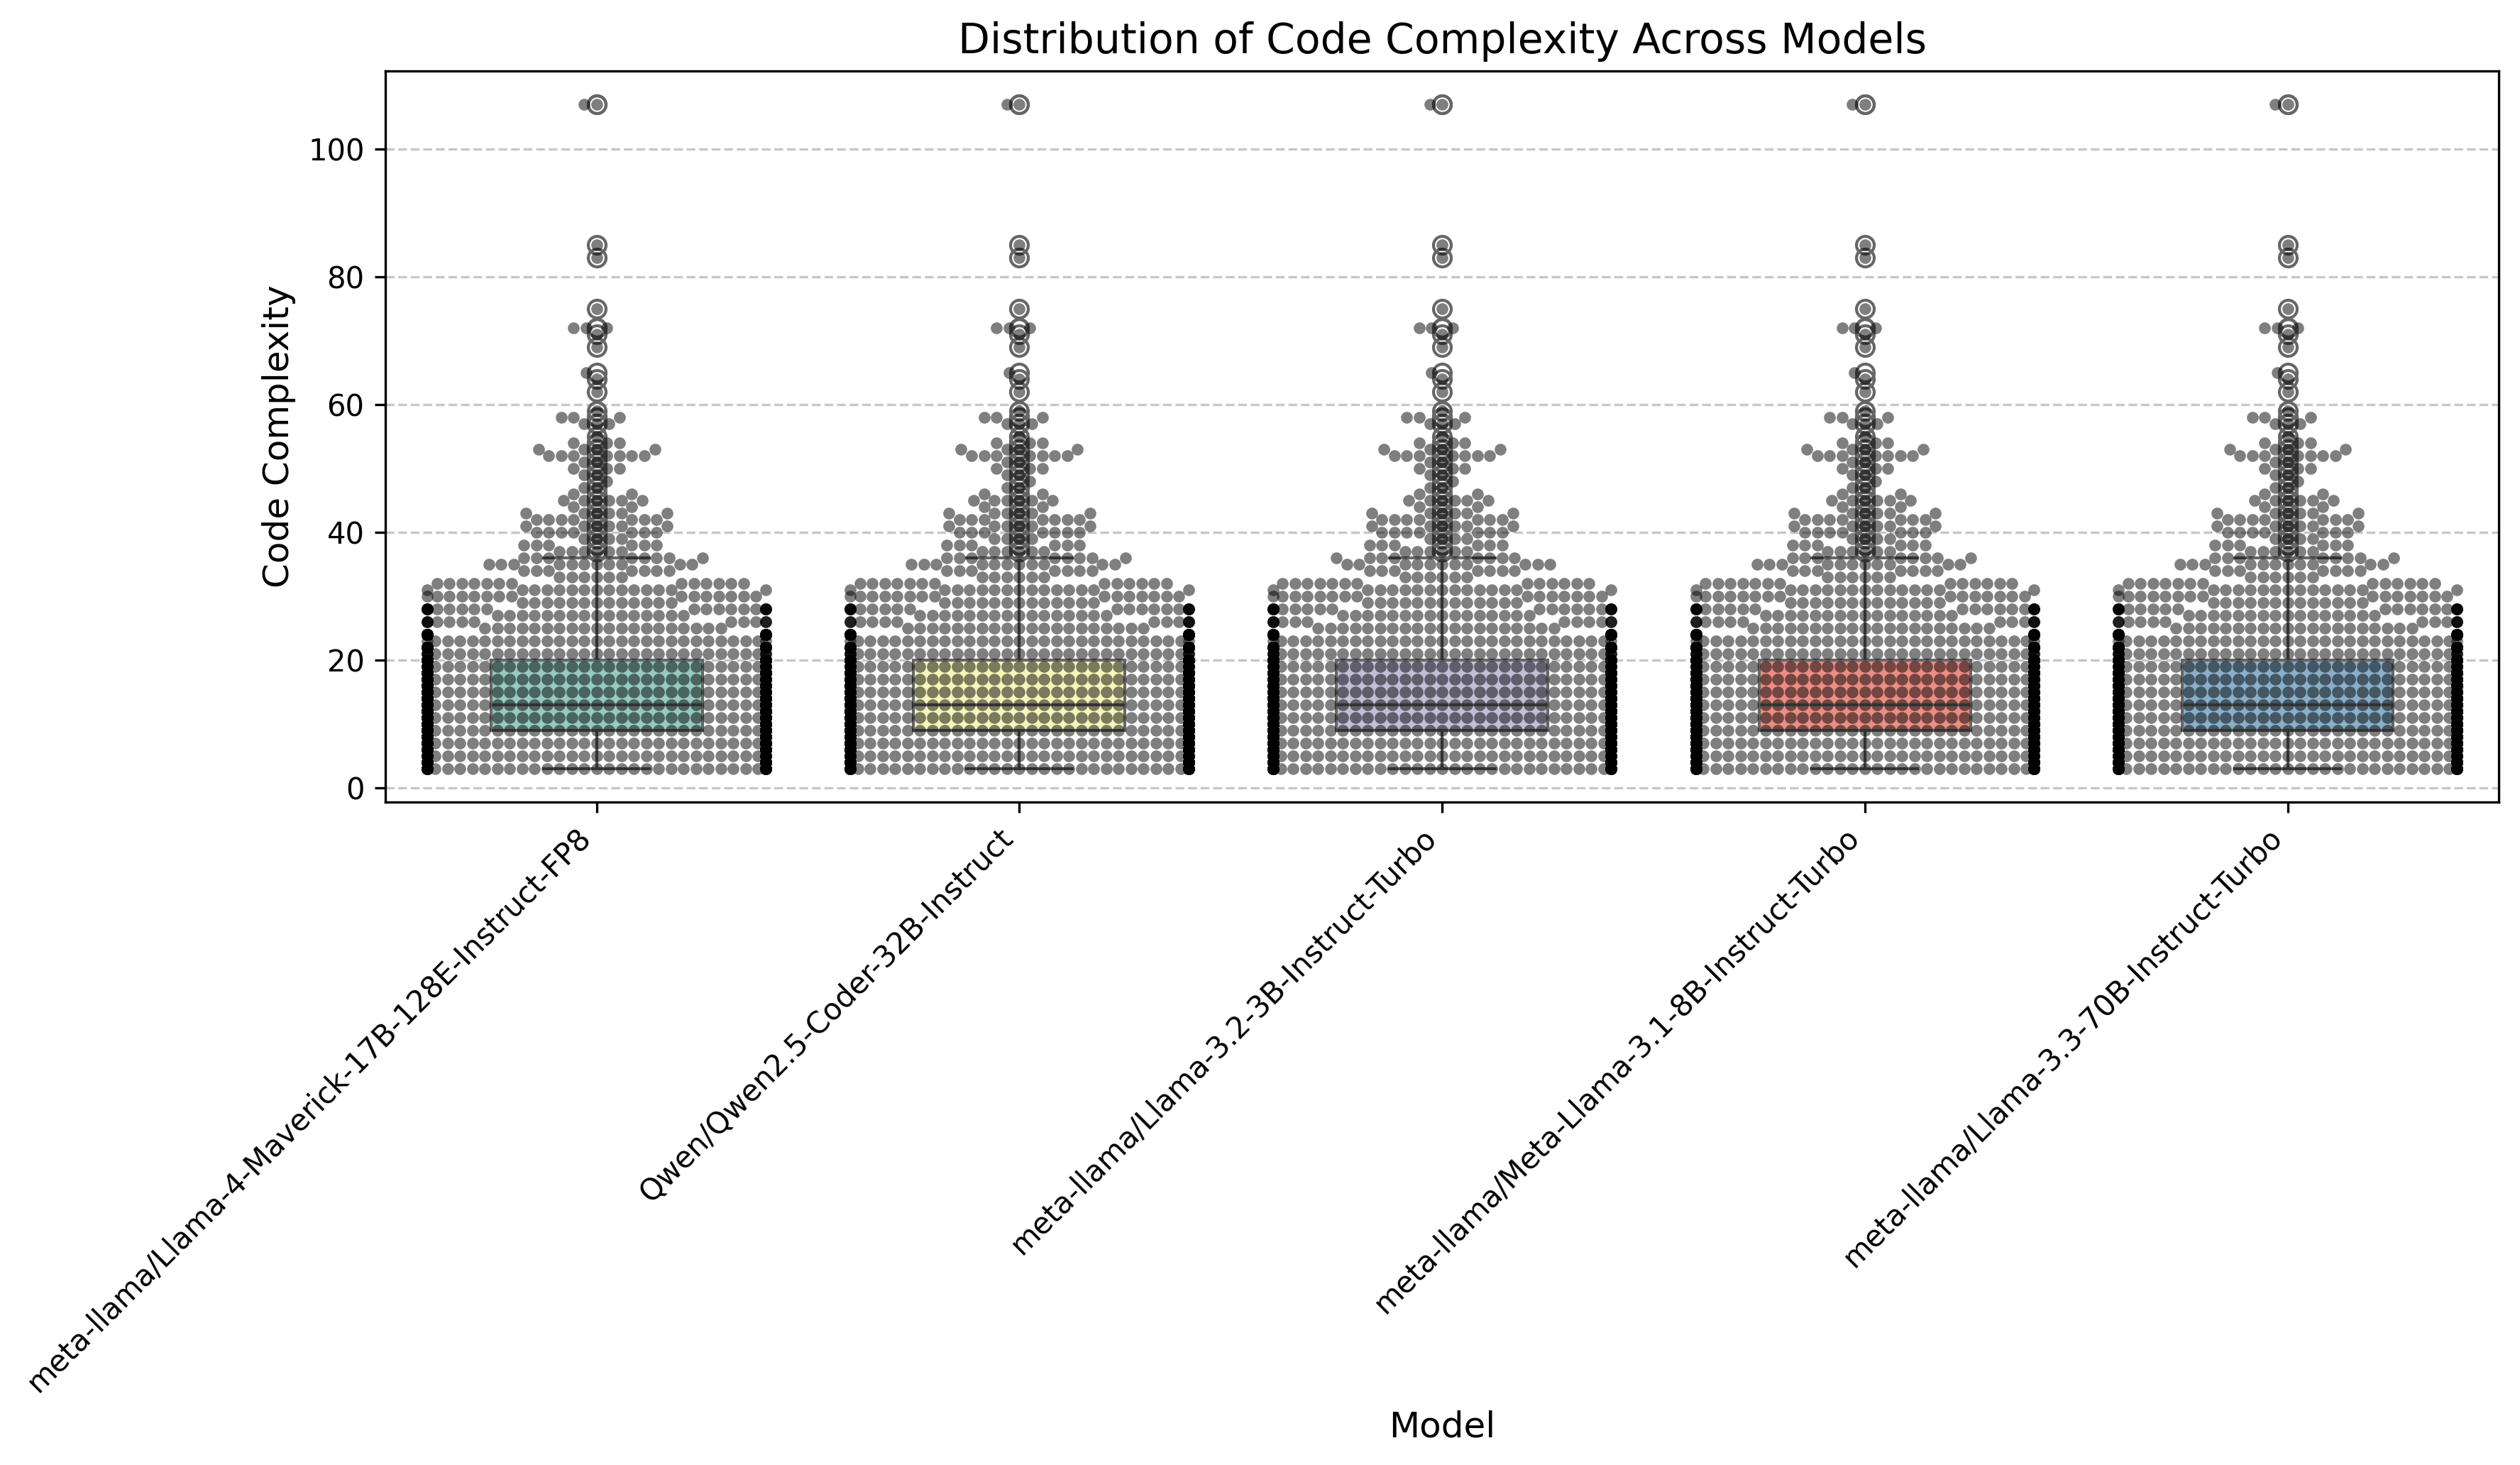 Distribution of Code Complexity Across Models
Code Complexity
100
80
60
40
20
0
meta-llama/Llama-4-Maverick-17B-128E-Instruct-FP8
Qwen/Qwen2.5-Coder-32B-Instruct
meta-llama/Llama-3.2-3B-Instruct-Turbo
meta-llama/Meta-Llama-3.1-8B-Instruct-Turbo
meta-llama/Llama-3.3-70B-Instruct-Turbo
Model